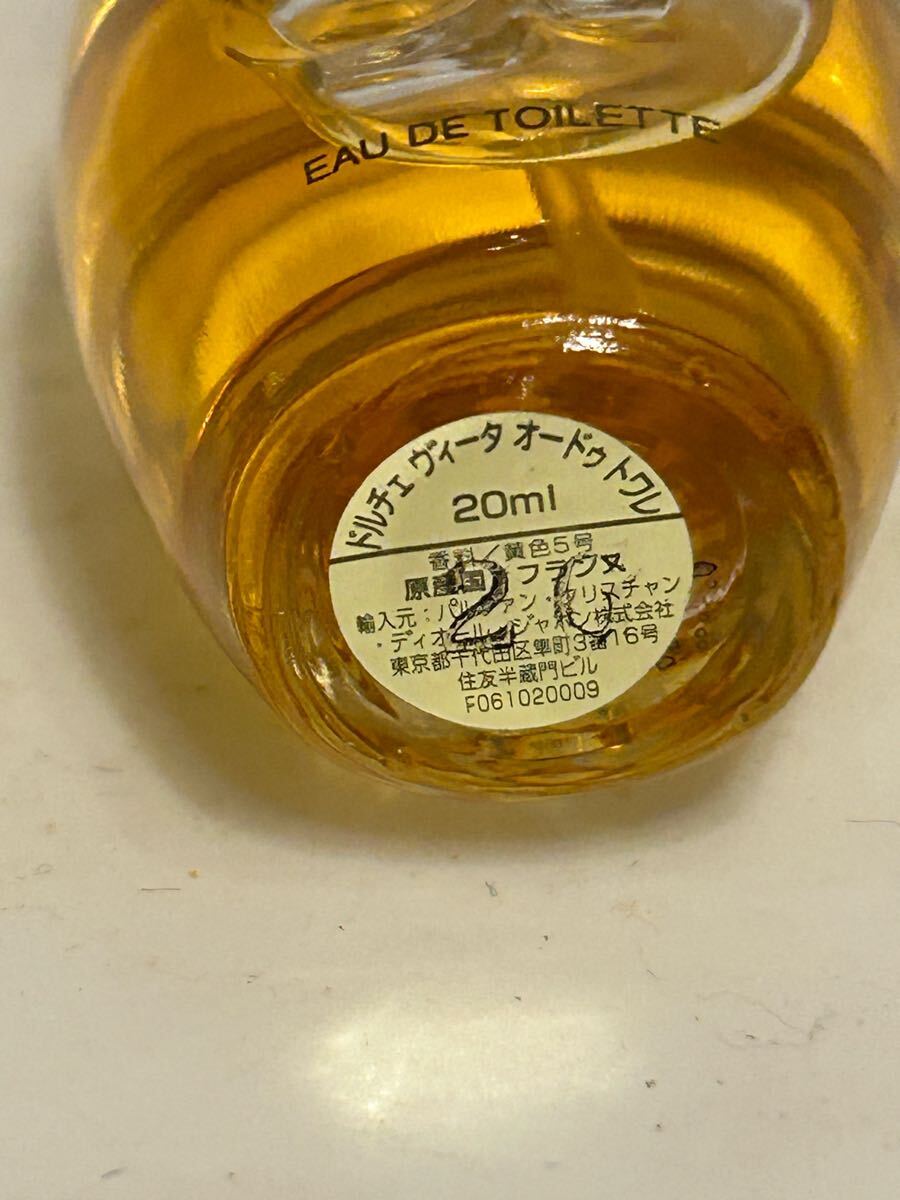 EAU DE TOILETTE
ドルチェ ヴィータ オードゥ トワレ
20ml
香料/黄色5号
原産国/フランス
輸入元:パルファン・クリスチャン
・ディオール・ジャポン株式会社
東京都千代田区麹町3番16号
住友半蔵門ビル
F061020009